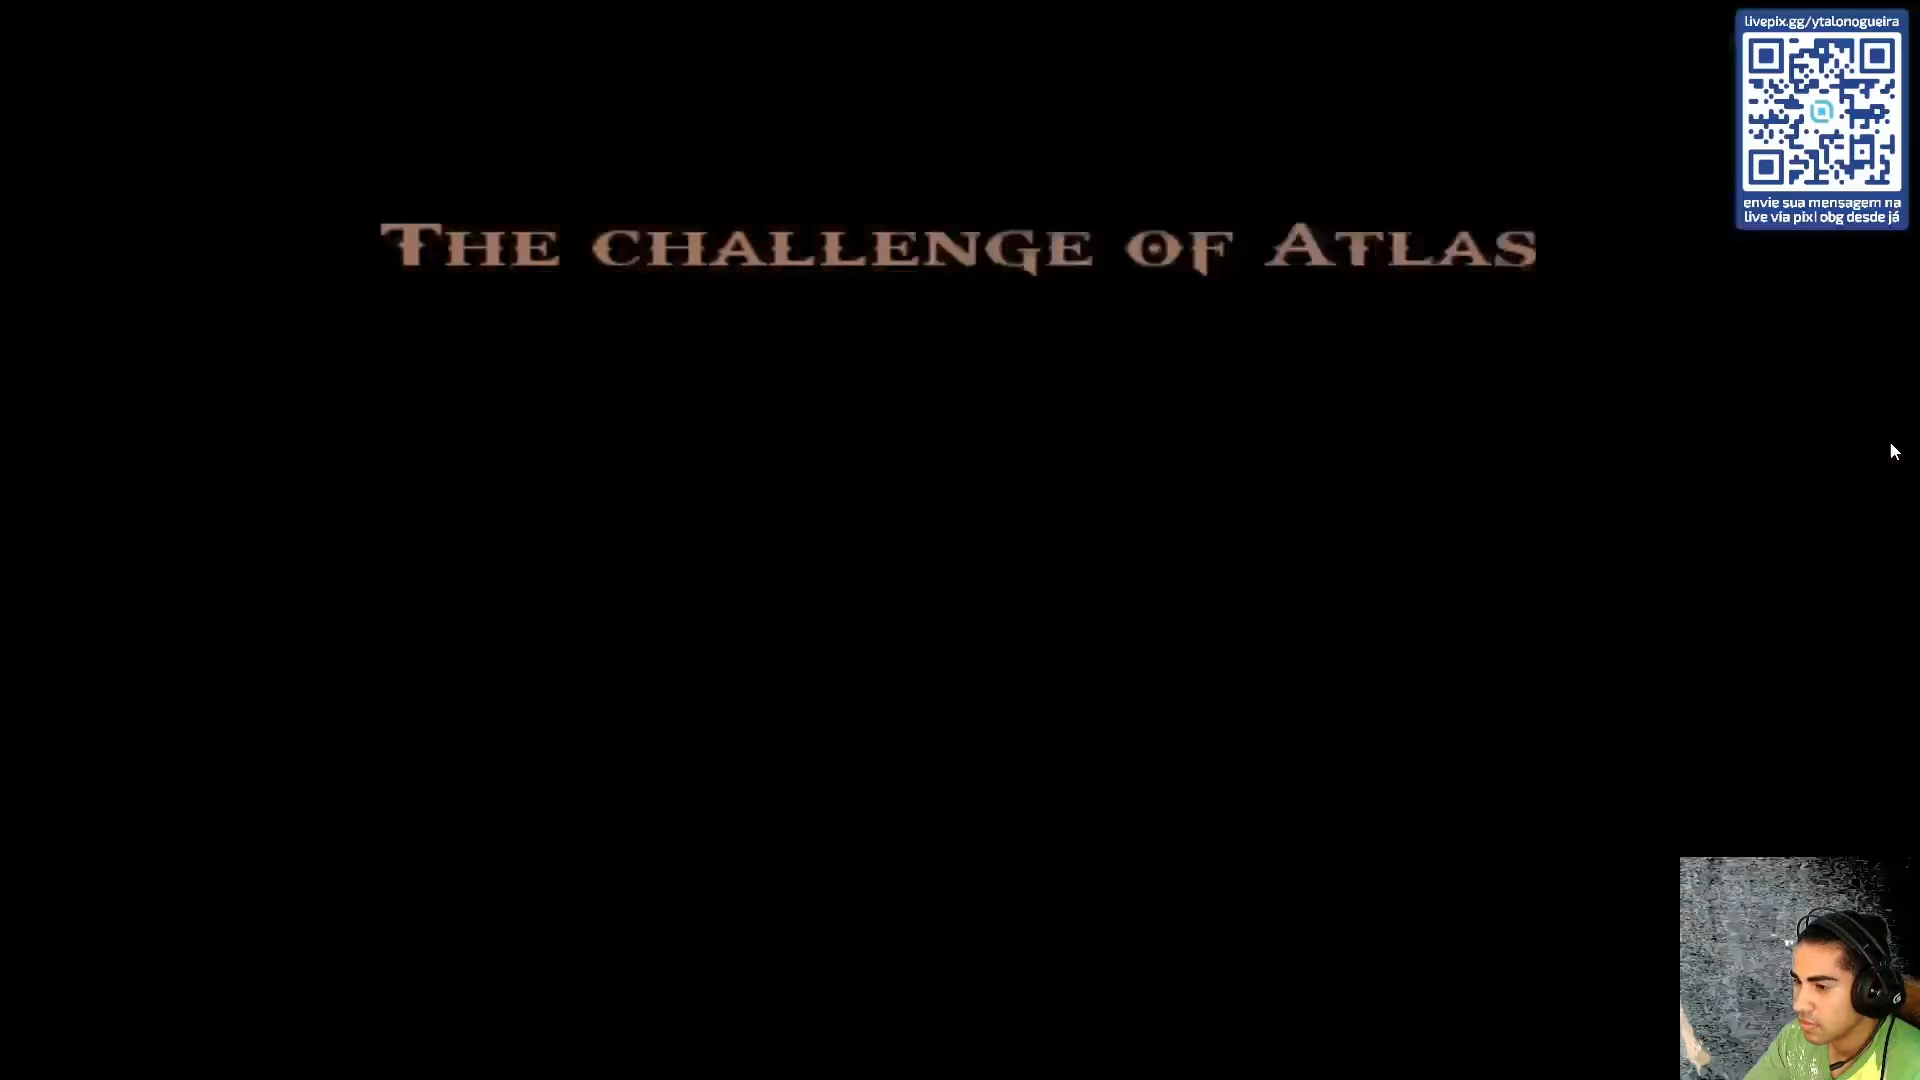 livepix.gg/ytalonogueira
The challenge of Atlas
envie sua mensagem na
live via pix! obg desde já